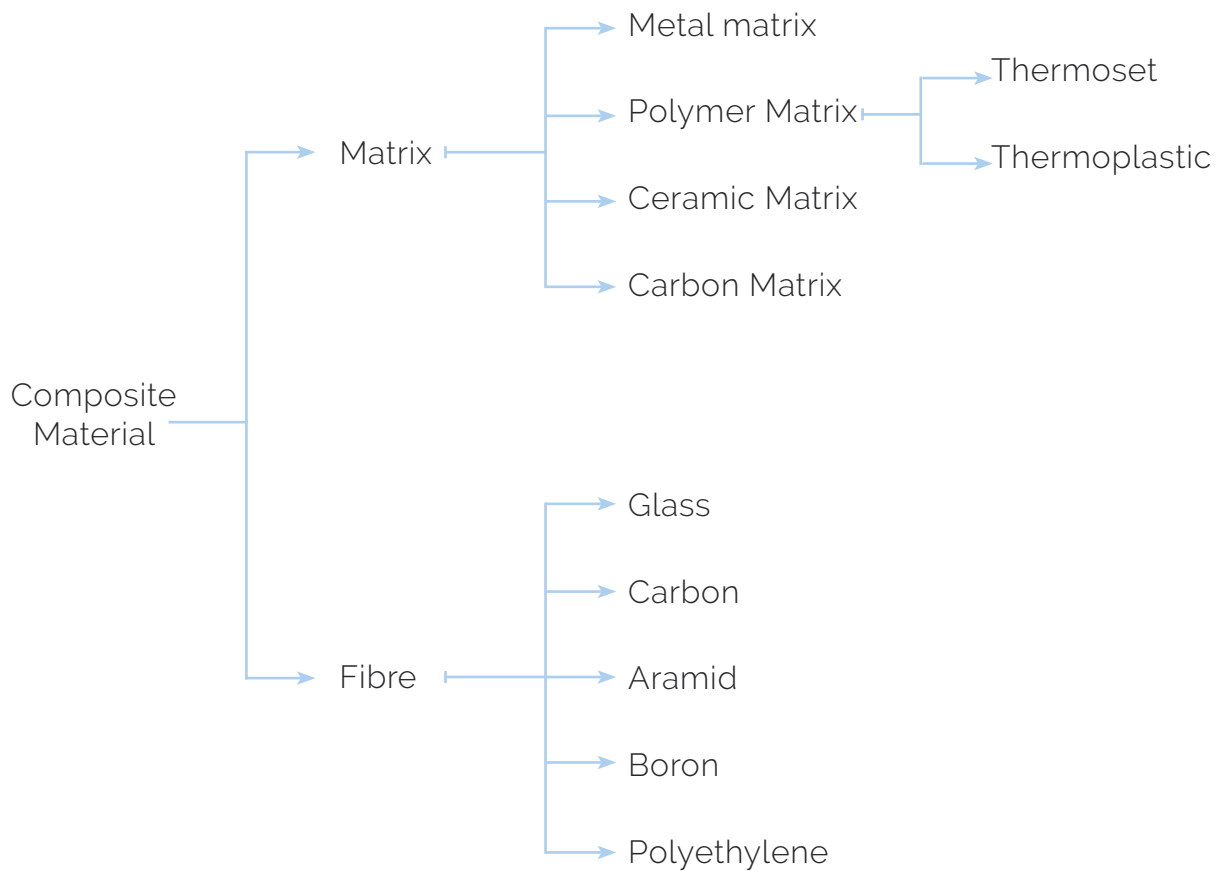 Metal matrix
Thermoset
Polymer Matrix
Matrix
Thermoplastic
Ceramic Matrix
Carbon Matrix
Composite
Material
Glass
Carbon
Fibre
Aramid
Boron
Polyethylene